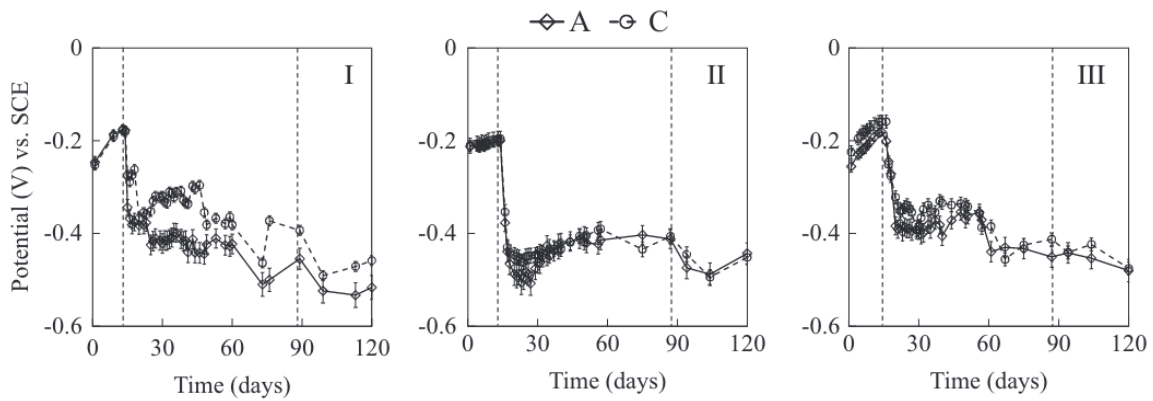 A C
0 0 0
I II III
-0.2 -0.2 -0.2
Potential (V) vs. SCE
-0.4 -0.4 -0.4
-0.6 -0.6 -0.6
0 30 60 90 120 0 30 60 90 120 0 30 60 90 120
Time (days) Time (days) Time (days)